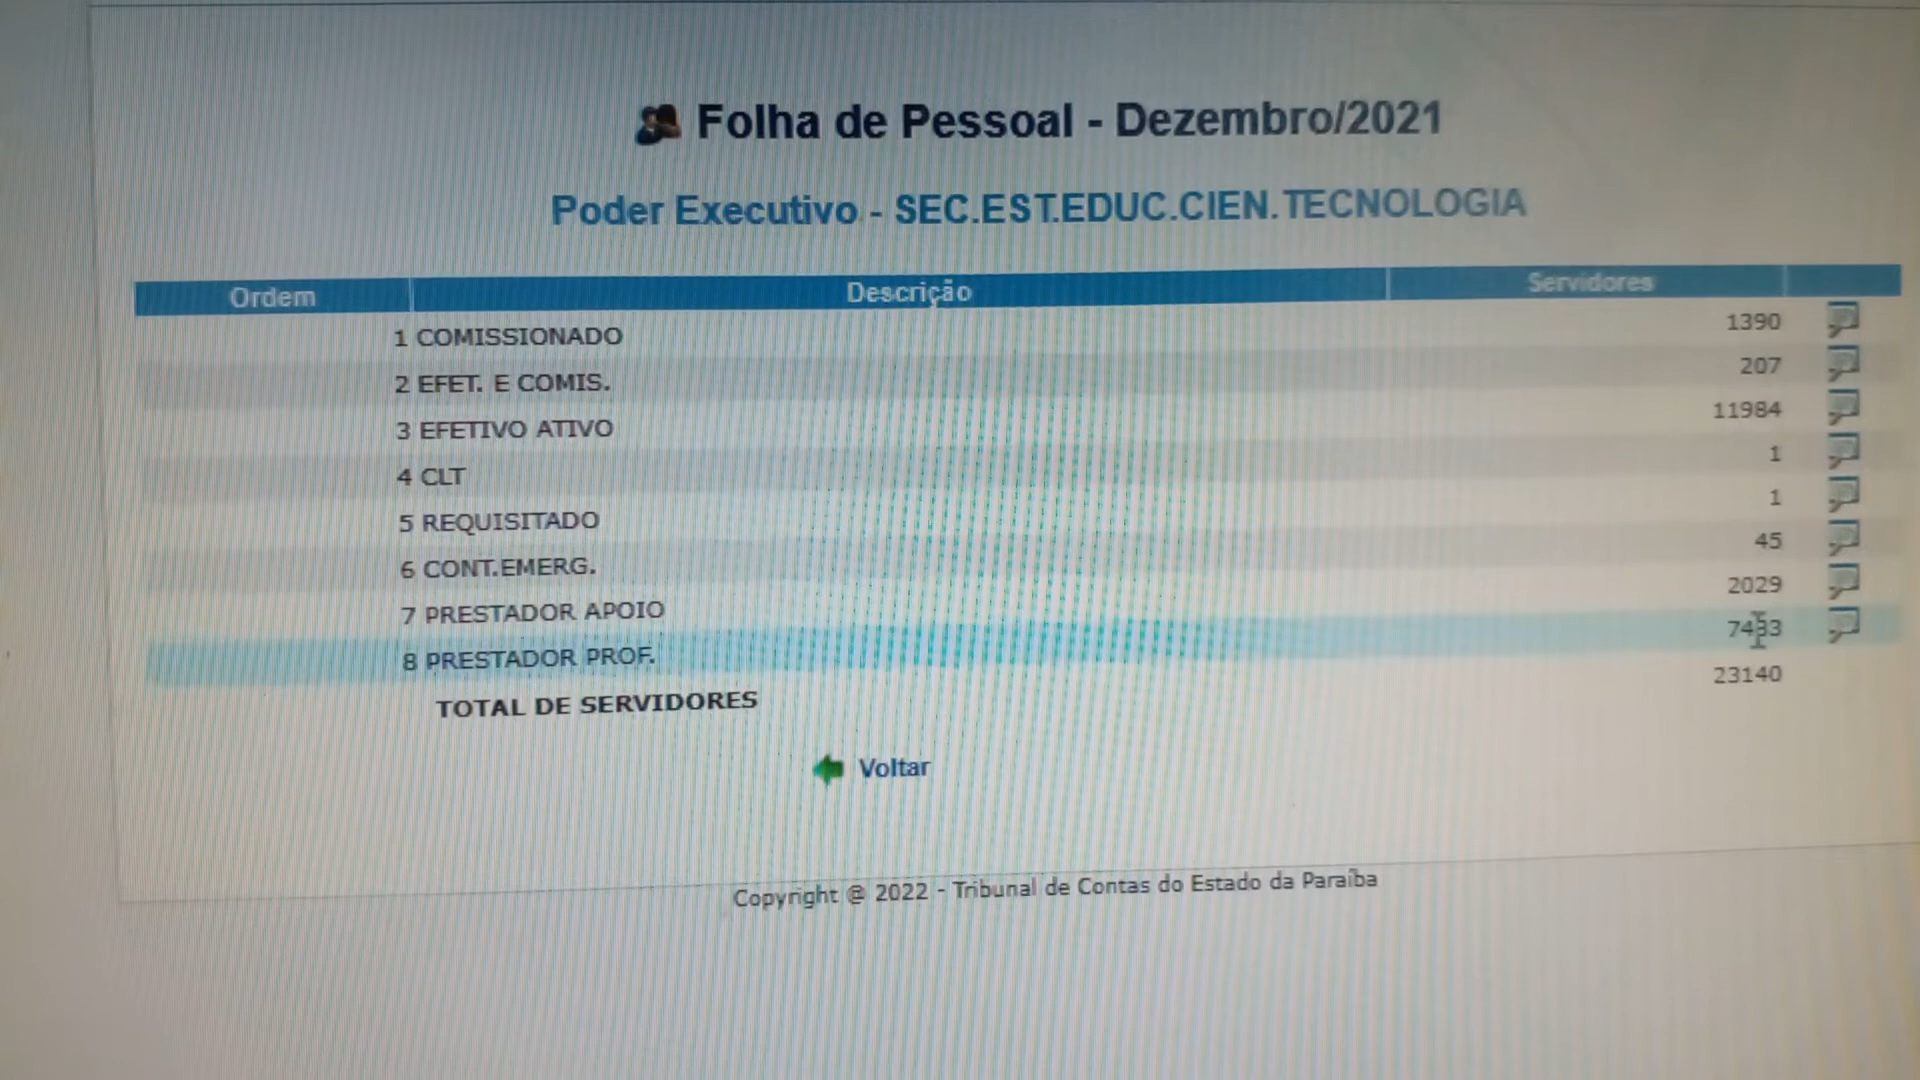 Folha de Pessoal - Dezembro/2021
Poder Executivo - SEC.EST.EDUC.CIEN.TECNOLOGIA
Ordem Descrição Servidores
1 COMISSIONADO 1390
2 EFET. E COMIS. 207
3 EFETIVO ATIVO 11984
4 CLT 1
5 REQUISITADO 1
6 CONT.EMERG. 45
7 PRESTADOR APOIO 2029
8 PRESTADOR PROF. 7483
TOTAL DE SERVIDORES 23140
Voltar
Copyright @ 2022 - Tribunal de Contas do Estado da Paraíba